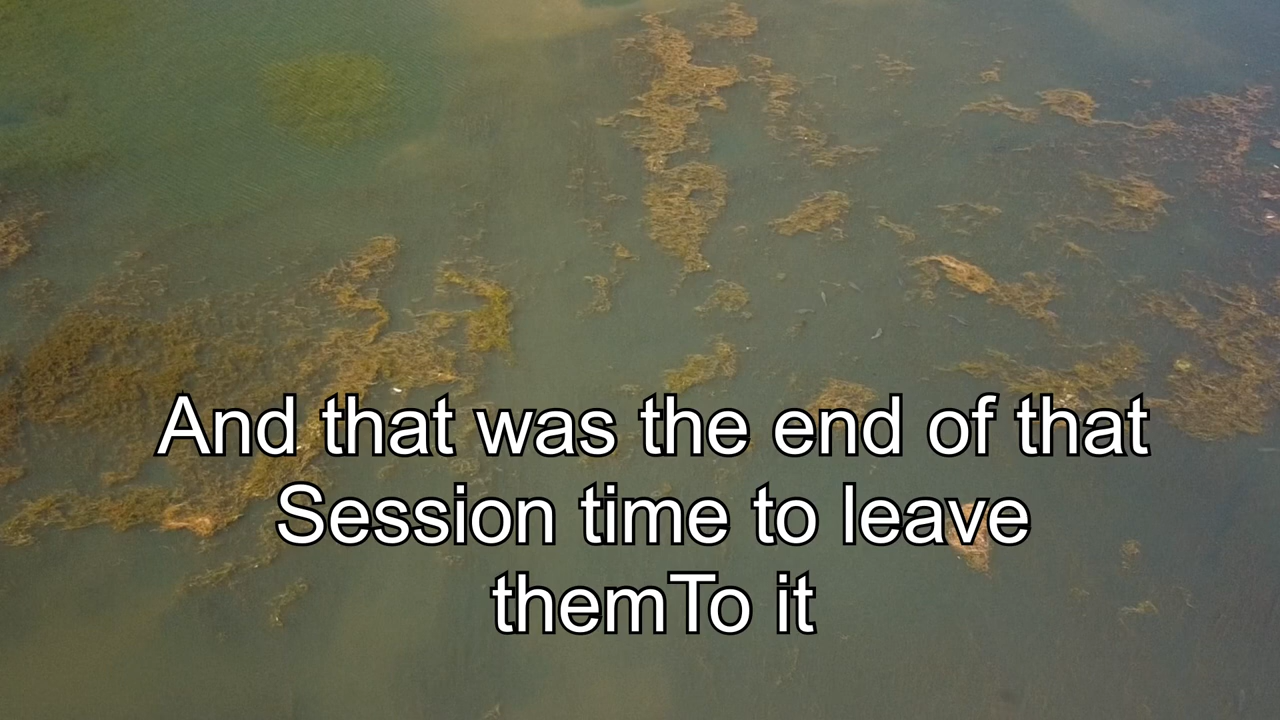 And that was the end of that
Session time to leave
themTo it